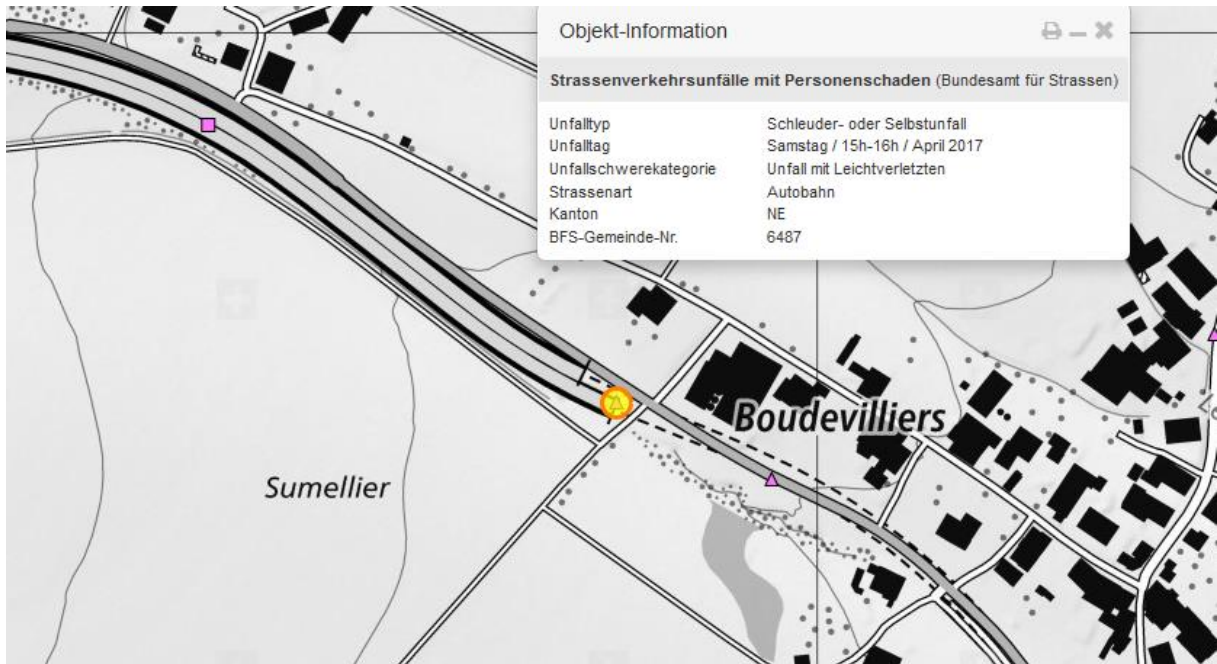 Objekt-Information
Strassenverkehrsunfälle mit Personenschaden (Bundesamt für Strassen)
Unfalltyp Schleuder- oder Selbstunfall
Unfalltag Samstag / 15h-16h / April 2017
Unfallschwerekategorie Unfall mit Leichtverletzten
Strassenart Autobahn
Kanton NE
BFS-Gemeinde-Nr. 6487
Boudevilliers
Sumellier